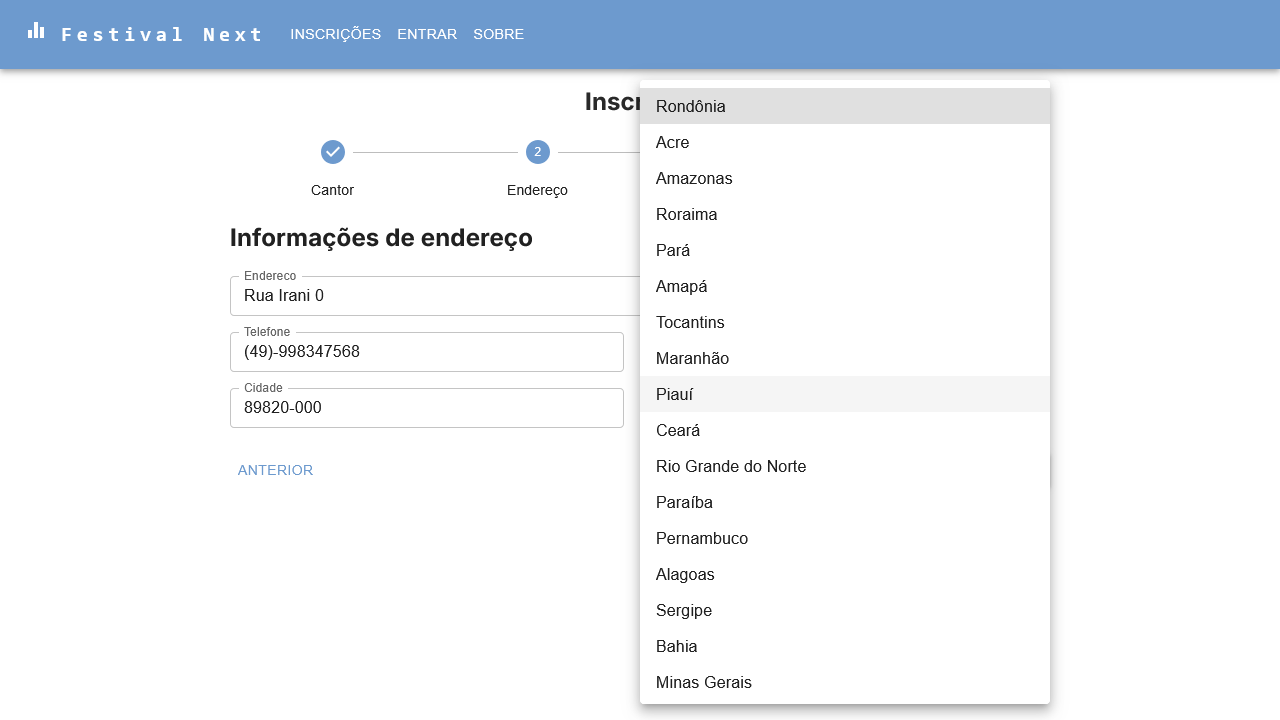 Festival Next
INSCRIÇÕES
ENTRAR
SOBRE
Cantor
2
Endereço
Informações de endereço
Endereco
Rua Irani 0
Telefone
(49)-998347568
Cidade
89820-000
ANTERIOR
Rondônia
Acre
Amazonas
Roraima
Pará
Amapá
Tocantins
Maranhão
Piauí
Ceará
Rio Grande do Norte
Paraíba
Pernambuco
Alagoas
Sergipe
Bahia
Minas Gerais